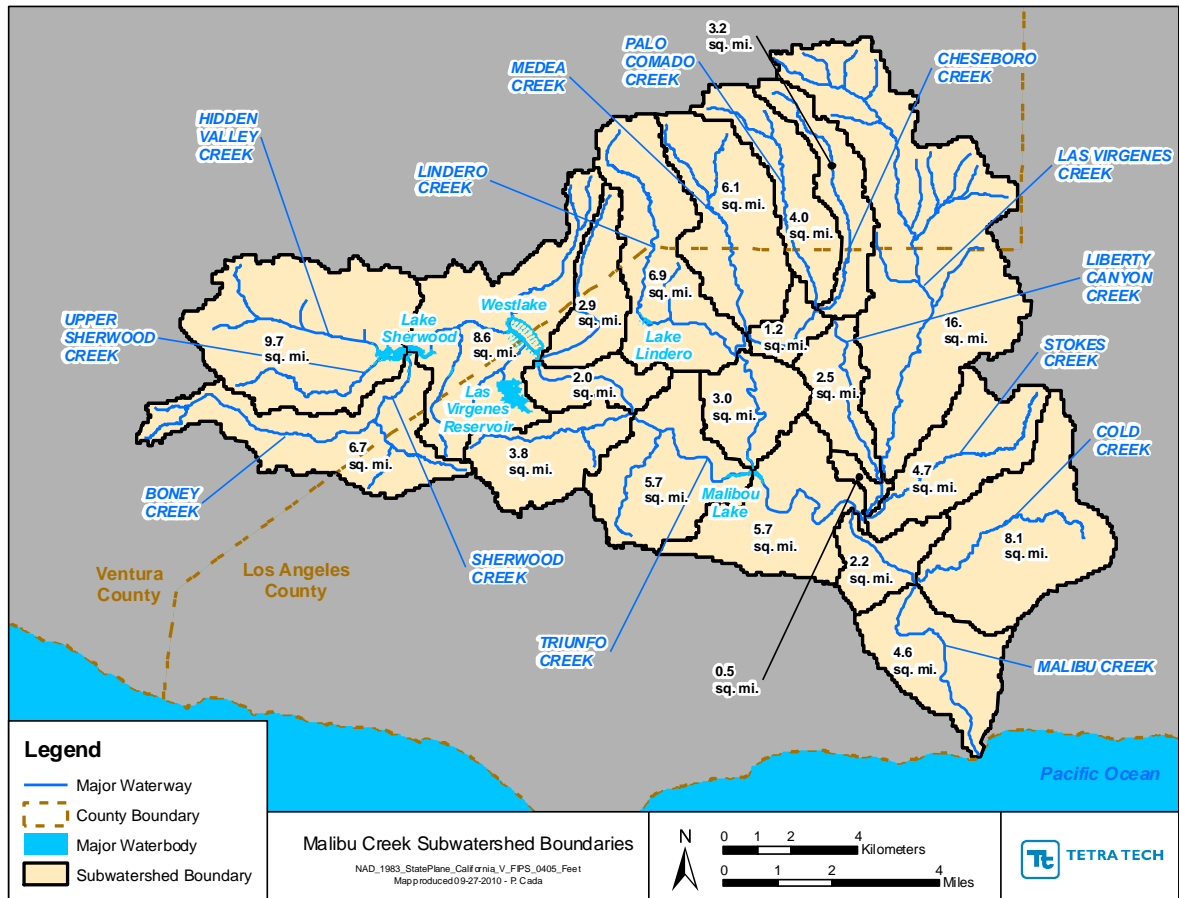 3.2
sq. mi.
PALO
COMADO
CREEK
MEDEA
CREEK
CHESEBORO
CREEK
HIDDEN
VALLEY
CREEK
LINDERO
CREEK
LAS VIRGENES
CREEK
6.1
sq. mi.
4.0
sq. mi.
LIBERTY
CANYON
CREEK
6.9
sq. mi.
Westlake
2.9
sq. mi.
UPPER
SHERWOOD
CREEK
Lake
Sherwood
9.7
sq. mi.
8.6
sq. mi.
Lake
Lindero
1.2
sq. mi.
16.
sq. mi.
STOKES
CREEK
2.0
sq. mi.
2.5
sq. mi.
Las
Virgenes
Reservoir
3.0
sq. mi.
COLD
CREEK
6.7
sq. mi.
3.8
sq. mi.
4.7
sq. mi.
BONEY
CREEK
5.7
sq. mi.
Malibou
Lake
5.7
sq. mi.
8.1
sq. mi.
SHERWOOD
CREEK
2.2
sq. mi.
Ventura
County
Los Angeles
County
TRIUNFO
CREEK
0.5
sq. mi.
4.6
sq. mi.
MALIBU CREEK
Pacific Ocean
Legend
Major Waterway
County Boundary
Major Waterbody
Subwatershed Boundary
Malibu Creek Subwatershed Boundaries
NAD_1983_StatePlane_California_V_FIPS_0405_Feet
Map produced 09-27-2010 - P. Cada
N
0 1 2 4
Kilometers
0 1 2 4
Miles
Tt TETRA TECH